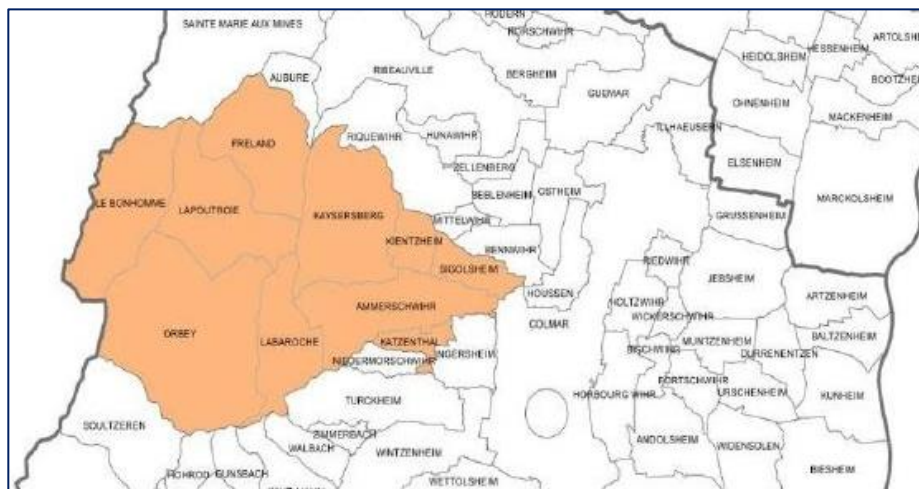 SAINTE MARIE AUX MINES
RODERN
RORSCHWIHR
ARTOLSH
HESSENHEIM
HEIDOLSHEIM
BOOTZHE
AUBURE
RIBEAUVILLE
BERGHEIM
GUEMAR
OHNENHEIM
MACKENHEIM
FRELAND
RIQUEWIHR
HUNAWIHR
ILLHAEUSERN
ELSENHEIM
ZELLENBERG
BEBLENHEIM
OSTHEIM
MARCKOLSHEIM
LE BONHOMME
LAPOUTROIE
KAYSERSBERG
MITTELWIHR
GRUSSENHEIM
KIENTZHEIM
BENNWIHR
SIGOLSHEIM
RIEDWIHR
JEBSHEIM
HOUSSEN
ARTZENHEIM
AMMERSCHWIHR
HOLTZWIHR
WICKERSCHWIHR
COLMAR
ORBEY
LABAROCHE
KATZENTHAL
INGERSHEIM
BISCHWIHR
MUNTZENHEIM
BALTZENHEIM
DURRENENTZEN
NIEDERMORSCHWIHR
FORTSCHWIHR
HORBOURG WIHR
URSCHENHEIM
KUNHEIM
TURCKHEIM
SOULTZEREN
ZIMMERBACH
WALBACH
WINTZENHEIM
ANDOLSHEIM
WIDENSOLEN
HOHROD
GUNSBACH
WETTOLSHEIM
BIESHEIM